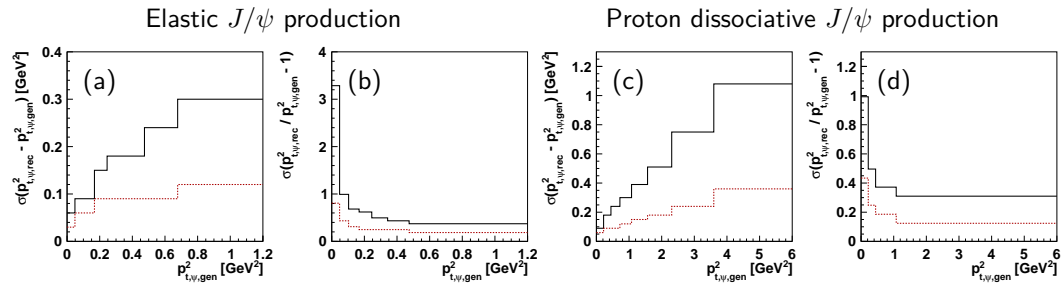 Elastic J/ψ production
Proton dissociative J/ψ production
(a)
σ(p²t,ψ,rec - p²t,ψ,gen) [GeV²]
0.4
0.3
0.2
0.1
0
0 0.2 0.4 0.6 0.8 1 1.2
p²t,ψ,gen [GeV²]
(b)
σ(p²t,ψ,rec / p²t,ψ,gen - 1)
4
3
2
1
0
0 0.2 0.4 0.6 0.8 1 1.2
p²t,ψ,gen [GeV²]
(c)
σ(p²t,ψ,rec - p²t,ψ,gen) [GeV²]
1.2
1
0.8
0.6
0.4
0.2
0
0 1 2 3 4 5 6
p²t,ψ,gen [GeV²]
(d)
σ(p²t,ψ,rec / p²t,ψ,gen - 1)
1.2
1
0.8
0.6
0.4
0.2
0
0 1 2 3 4 5 6
p²t,ψ,gen [GeV²]